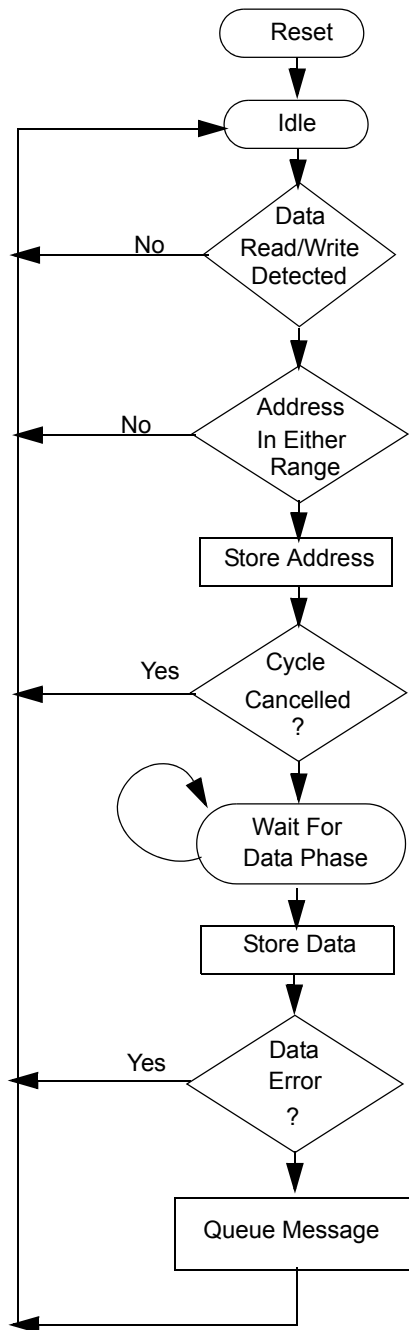 Reset
Idle
Data
No
Read/Write
Detected
Address
No
In Either
Range
Store Address
Yes
Cycle
Cancelled
?
Wait For
Data Phase
Store Data
Yes
Data
Error
?
Queue Message